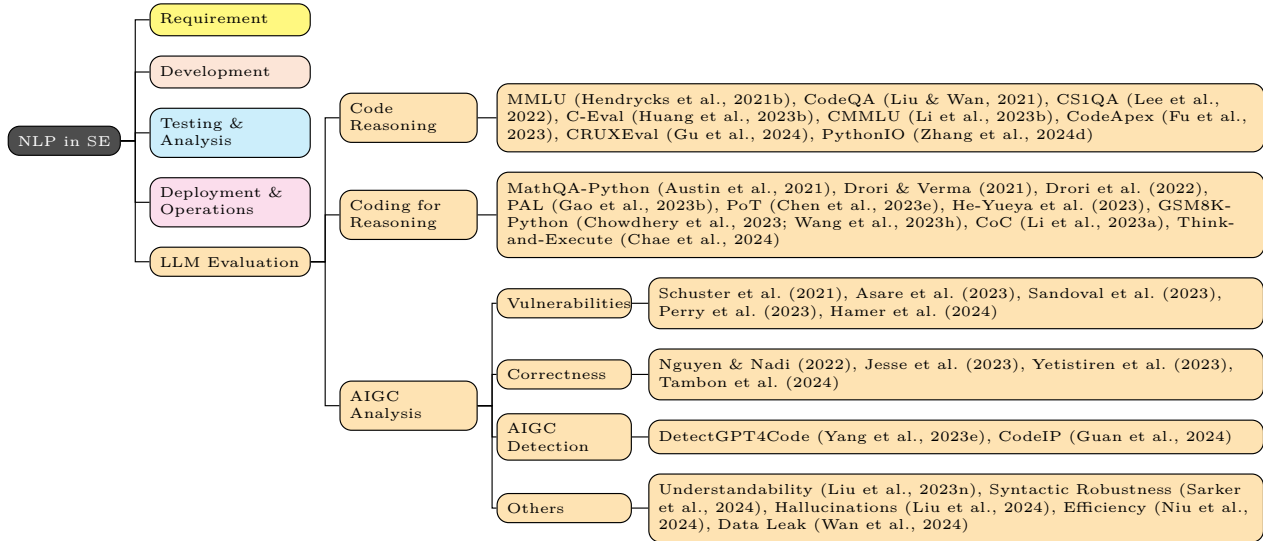 NLP in SE
Requirement
Development
Testing &
Analysis
Deployment &
Operations
LLM Evaluation
Code
Reasoning
MMLU (Hendrycks et al., 2021b), CodeQA (Liu & Wan, 2021), CS1QA (Lee et al.,
2022), C-Eval (Huang et al., 2023b), CMMLU (Li et al., 2023b), CodeApex (Fu et al.,
2023), CRUXEval (Gu et al., 2024), PythonIO (Zhang et al., 2024d)
Coding for
Reasoning
MathQA-Python (Austin et al., 2021), Drori & Verma (2021), Drori et al. (2022),
PAL (Gao et al., 2023b), PoT (Chen et al., 2023e), He-Yueya et al. (2023), GSM8K-
Python (Chowdhery et al., 2023; Wang et al., 2023h), CoC (Li et al., 2023a), Think-
and-Execute (Chae et al., 2024)
AIGC
Analysis
Vulnerabilities
Schuster et al. (2021), Asare et al. (2023), Sandoval et al. (2023),
Perry et al. (2023), Hamer et al. (2024)
Correctness
Nguyen & Nadi (2022), Jesse et al. (2023), Yetistiren et al. (2023),
Tambon et al. (2024)
AIGC
Detection
DetectGPT4Code (Yang et al., 2023e), CodeIP (Guan et al., 2024)
Others
Understandability (Liu et al., 2023n), Syntactic Robustness (Sarker
et al., 2024), Hallucinations (Liu et al., 2024), Efficiency (Niu et al.,
2024), Data Leak (Wan et al., 2024)